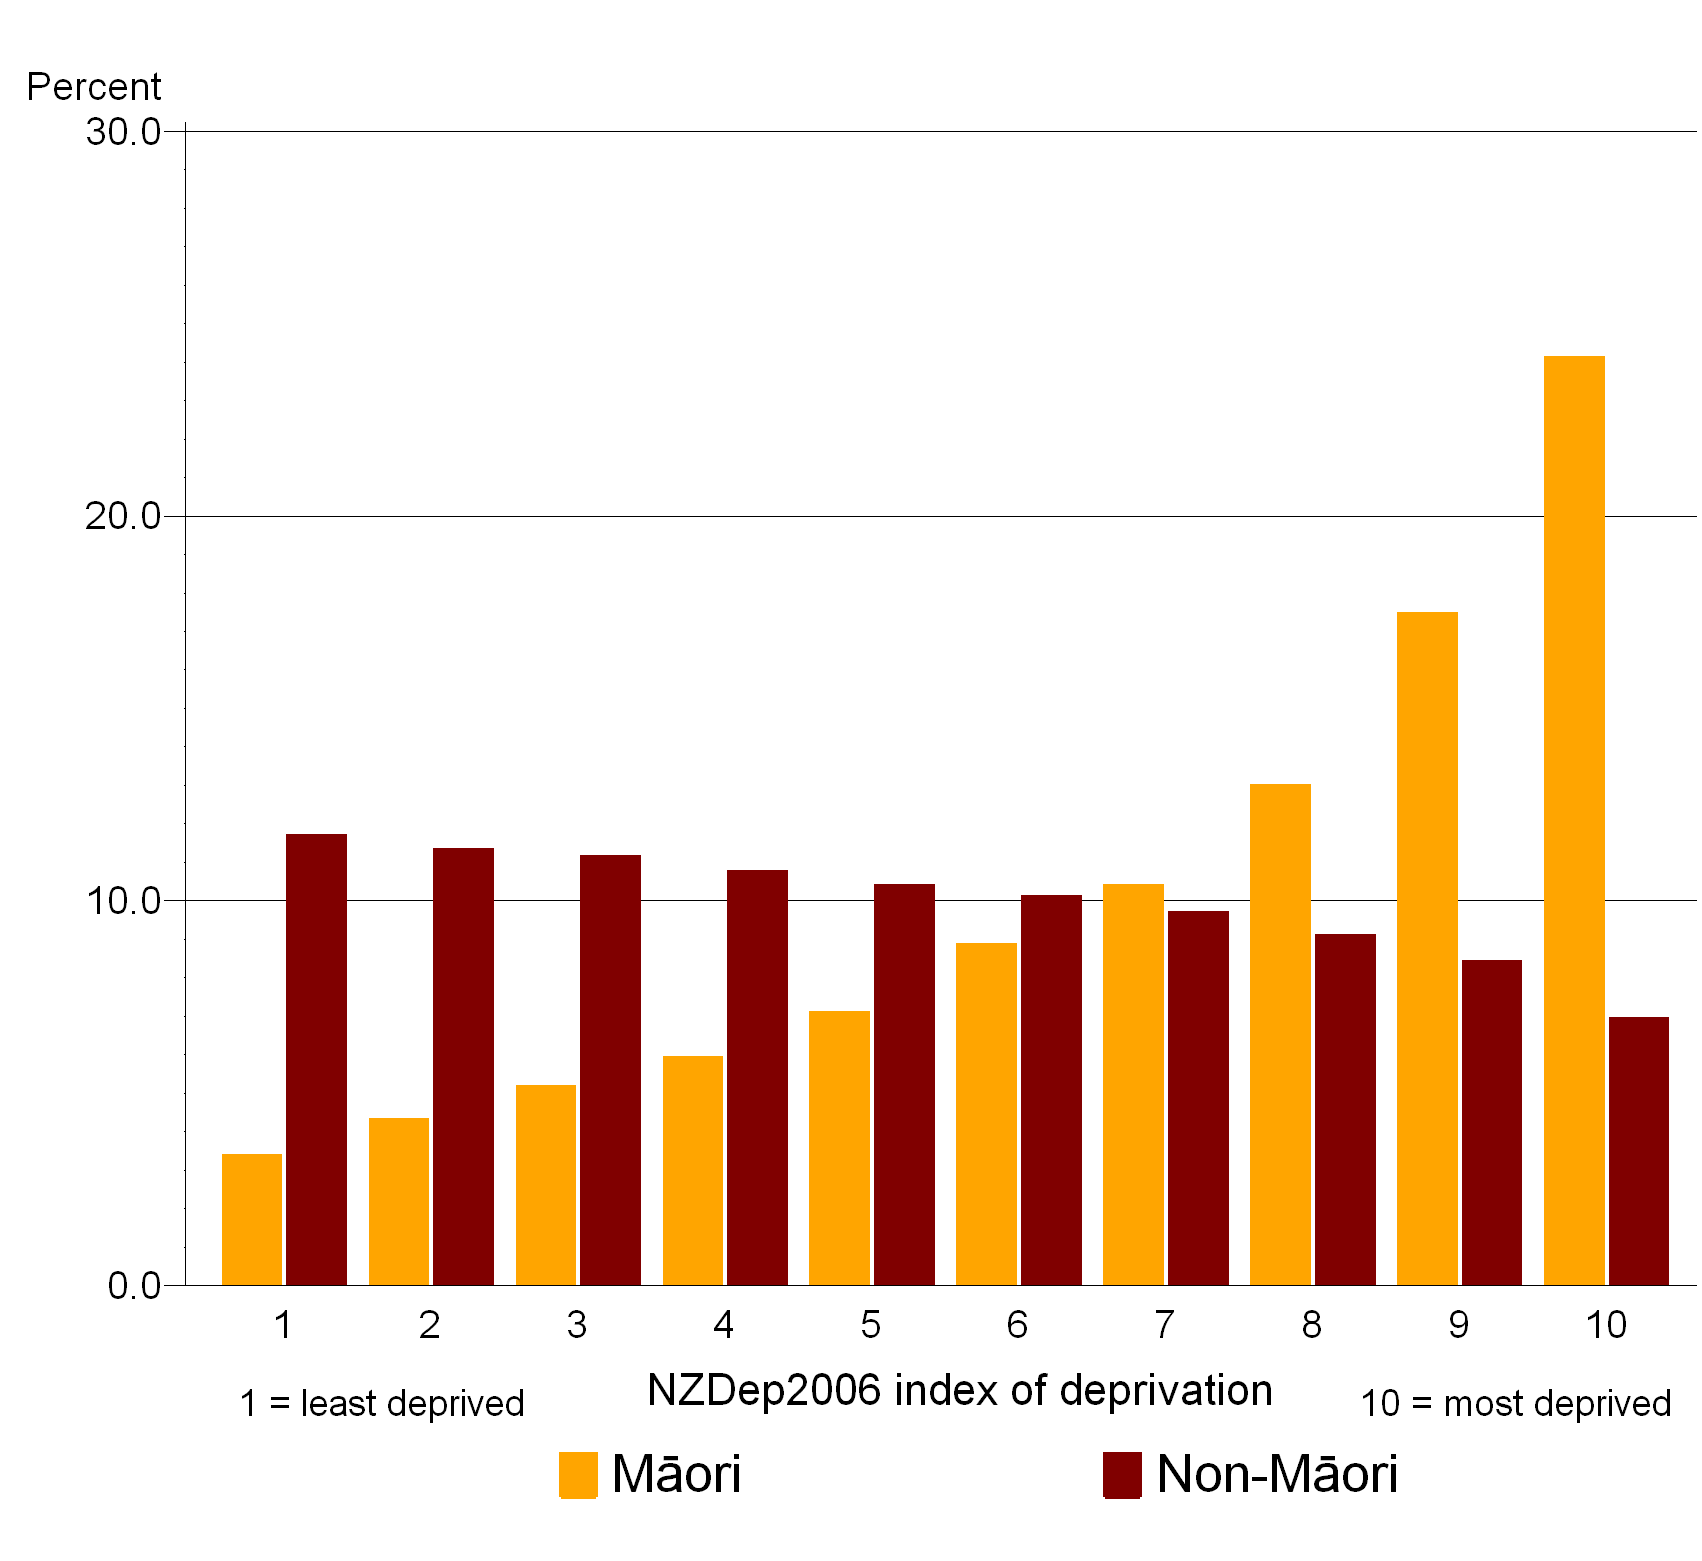 Percent
30.0
20.0
10.0
0.0
1 2 3 4 5 6 7 8 9 10
1 = least deprived NZDep2006 index of deprivation 10 = most deprived
Māori Non-Māori